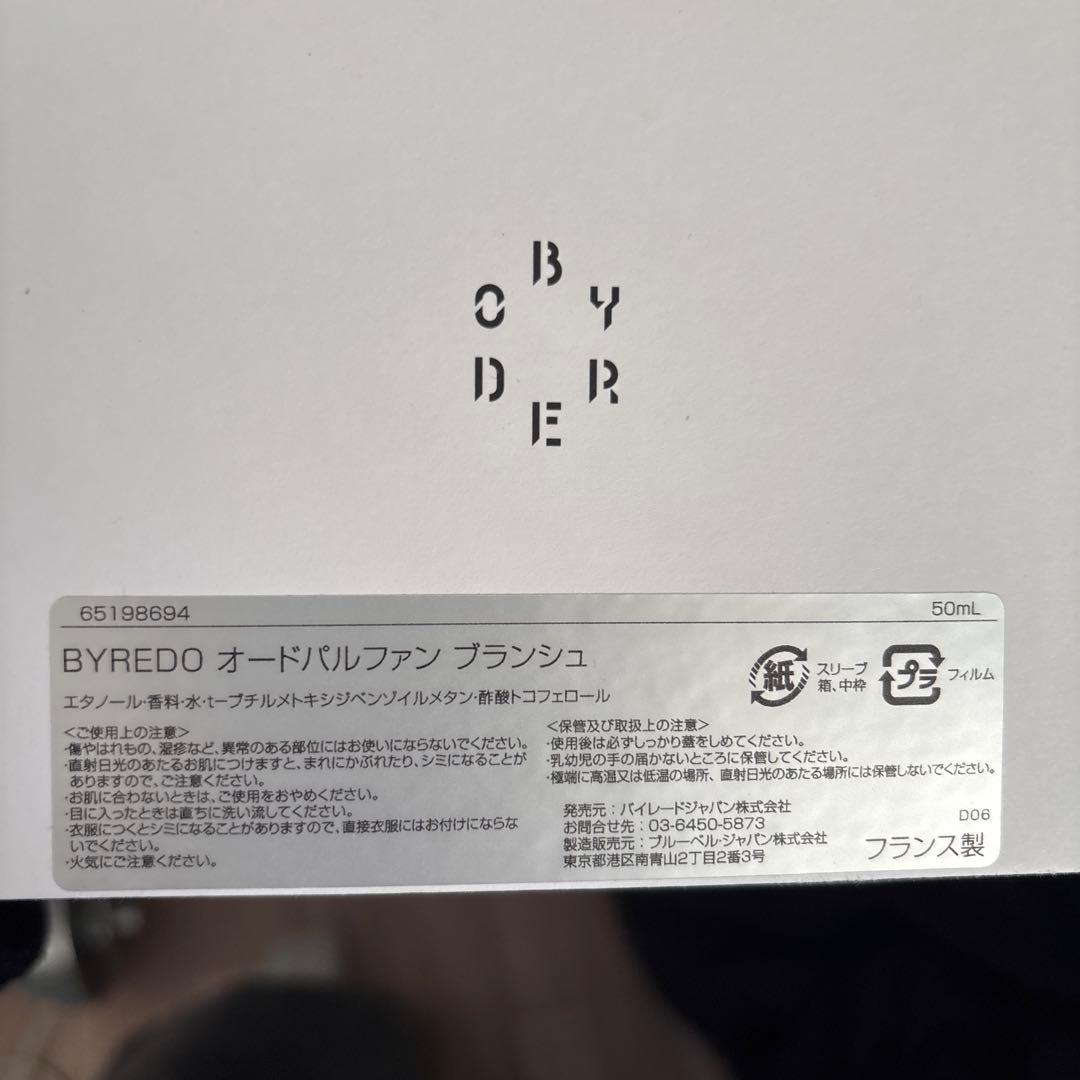 BYREDO
65198694 50mL
BYREDO オードパルファン ブランシュ
エタノール・香料・水・t-ブチルメトキシジベンゾイルメタン・酢酸トコフェロール
紙 スリーブ 箱、中枠
プラ フィルム
<ご使用上の注意>
・傷やはれもの、湿疹など、異常のある部位にはお使いにならないでください。
・直射日光のあたるお肌につけますと、まれにかぶれたり、シミになることが
ありますので、ご注意ください。
・お肌に合わないときは、ご使用をおやめください。
・目に入ったときは直ちに洗い流してください。
・衣服につくとシミになることがありますので、直接衣服にはお付けにならな
いでください。
・火気にご注意ください。
<保管及び取扱上の注意>
・使用後は必ずしっかり蓋をしめてください。
・乳幼児の手の届かないところに保管してください。
・極端に高温又は低温の場所、直射日光のあたる場所には保管しないでください。
発売元：バイレードジャパン株式会社
お問合せ先：03-6450-5873
製造販売元：ブルーベル・ジャパン株式会社
東京都港区南青山2丁目2番3号
D06
フランス製